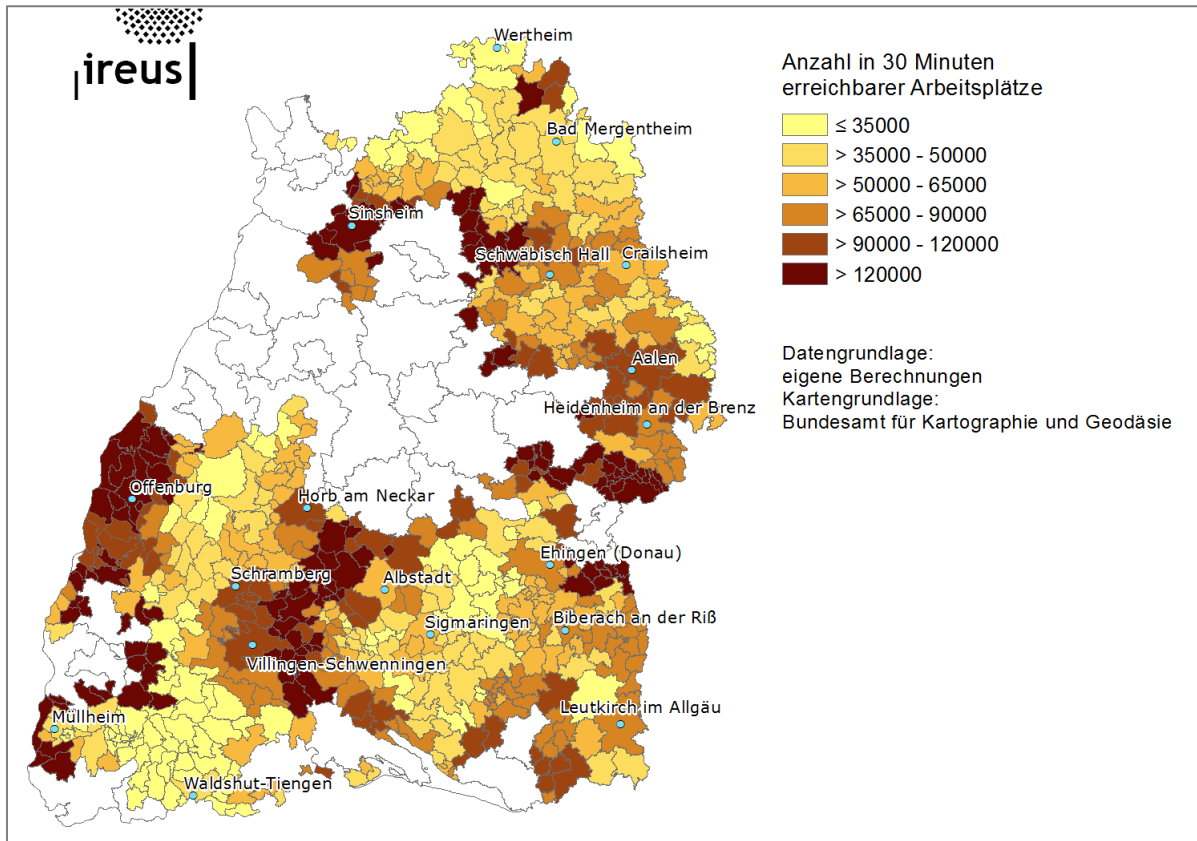 ireus
Wertheim
Bad Mergentheim
Sinsheim
Schwäbisch Hall
Crailsheim
Aalen
Heidenheim an der Brenz
Offenburg
Horb am Neckar
Ehingen (Donau)
Schramberg
Albstadt
Biberach an der Riß
Sigmaringen
Villingen-Schwenningen
Leutkirch im Allgäu
Müllheim
Waldshut-Tiengen
Anzahl in 30 Minuten
erreichbarer Arbeitsplätze
≤ 35000
> 35000 - 50000
> 50000 - 65000
> 65000 - 90000
> 90000 - 120000
> 120000
Datengrundlage:
eigene Berechnungen
Kartengrundlage:
Bundesamt für Kartographie und Geodäsie